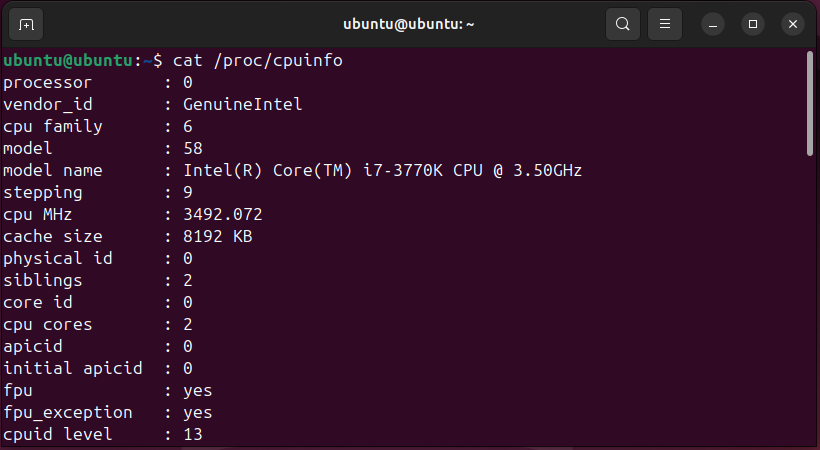 ubuntu@ubuntu: ~
ubuntu@ubuntu:~$ cat /proc/cpuinfo
processor : 0
vendor_id : GenuineIntel
cpu family : 6
model : 58
model name : Intel(R) Core(TM) i7-3770K CPU @ 3.50GHz
stepping : 9
cpu MHz : 3492.072
cache size : 8192 KB
physical id : 0
siblings : 2
core id : 0
cpu cores : 2
apicid : 0
initial apicid : 0
fpu : yes
fpu_exception : yes
cpuid level : 13